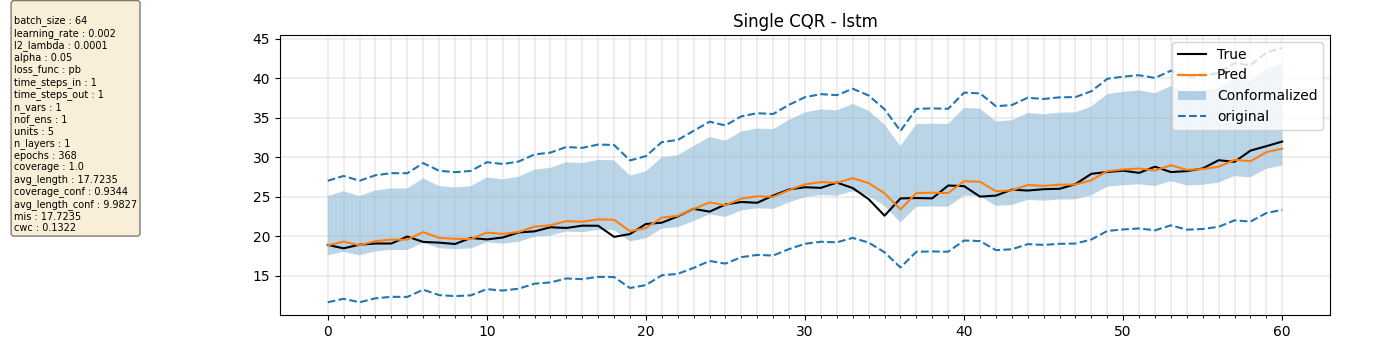 batch_size : 64
learning_rate : 0.002
l2_lambda : 0.0001
alpha : 0.05
loss_func : pb
time_steps_in : 1
time_steps_out : 1
n_vars : 1
nof_ens : 1
units : 5
n_layers : 1
epochs : 368
coverage : 1.0
avg_length : 17.7235
coverage_conf : 0.9344
avg_length_conf : 9.9827
mis : 17.7235
cwc : 0.1322
Single CQR - lstm
45
40
35
30
25
20
15
True
Pred
Conformalized
original
0 10 20 30 40 50 60